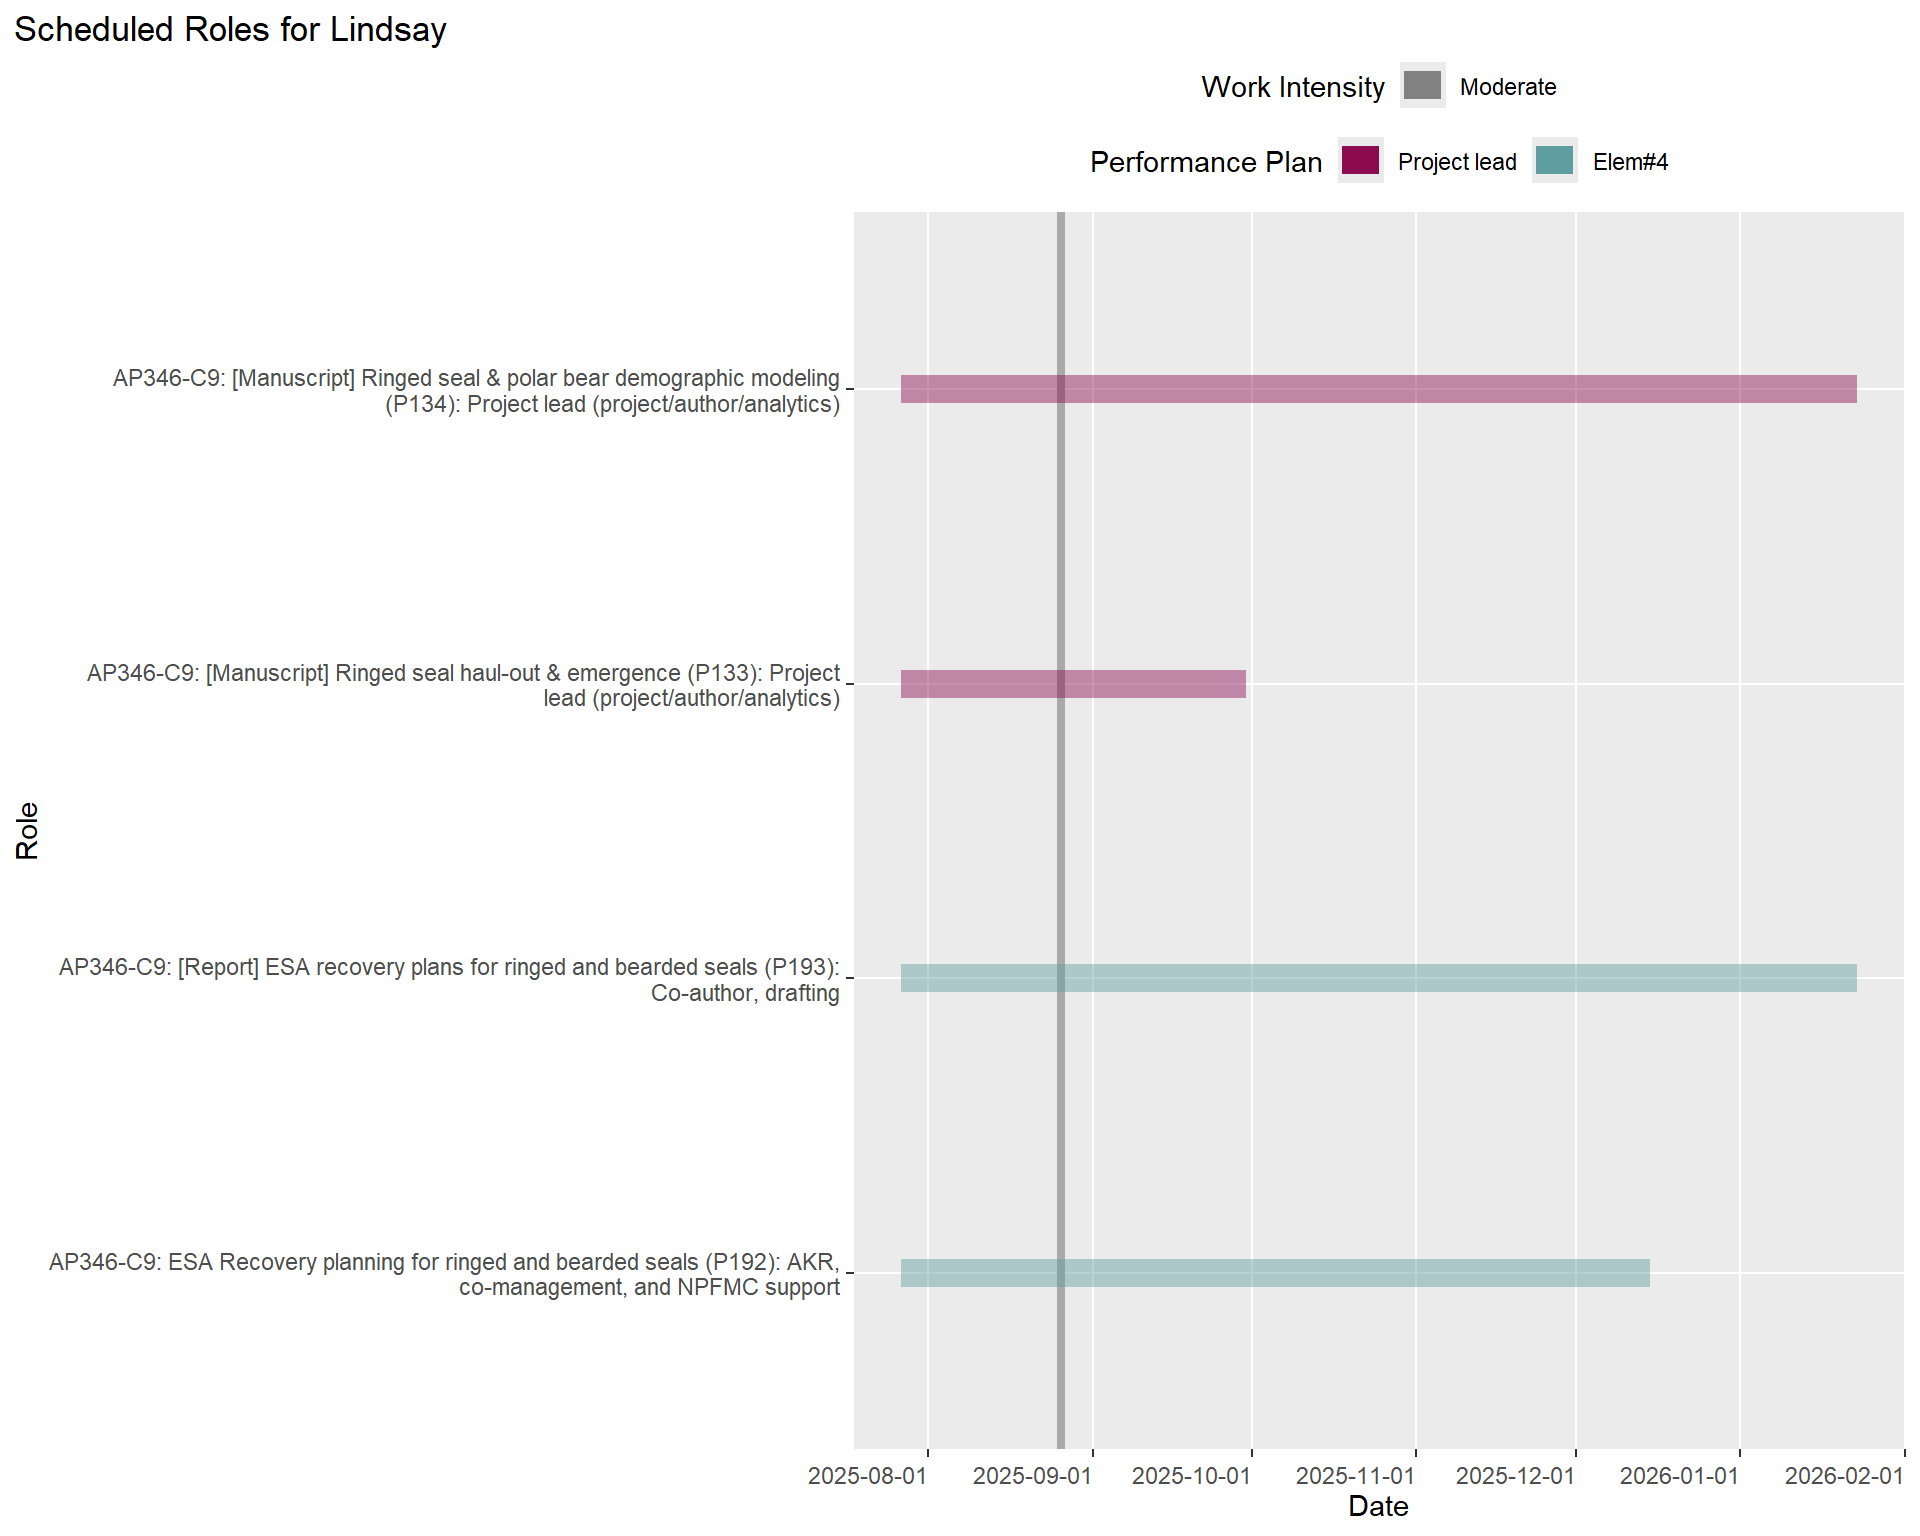 Scheduled Roles for Lindsay
Work Intensity Moderate
Performance Plan Project lead Elem#4
AP346-C9: [Manuscript] Ringed seal & polar bear demographic modeling
(P134): Project lead (project/author/analytics)
AP346-C9: [Manuscript] Ringed seal haul-out & emergence (P133): Project
lead (project/author/analytics)
Role
AP346-C9: [Report] ESA recovery plans for ringed and bearded seals (P193):
Co-author, drafting
AP346-C9: ESA Recovery planning for ringed and bearded seals (P192): AKR,
co-management, and NPFMC support
2025-08-01 2025-09-01 2025-10-01 2025-11-01 2025-12-01 2026-01-01 2026-02-01
Date